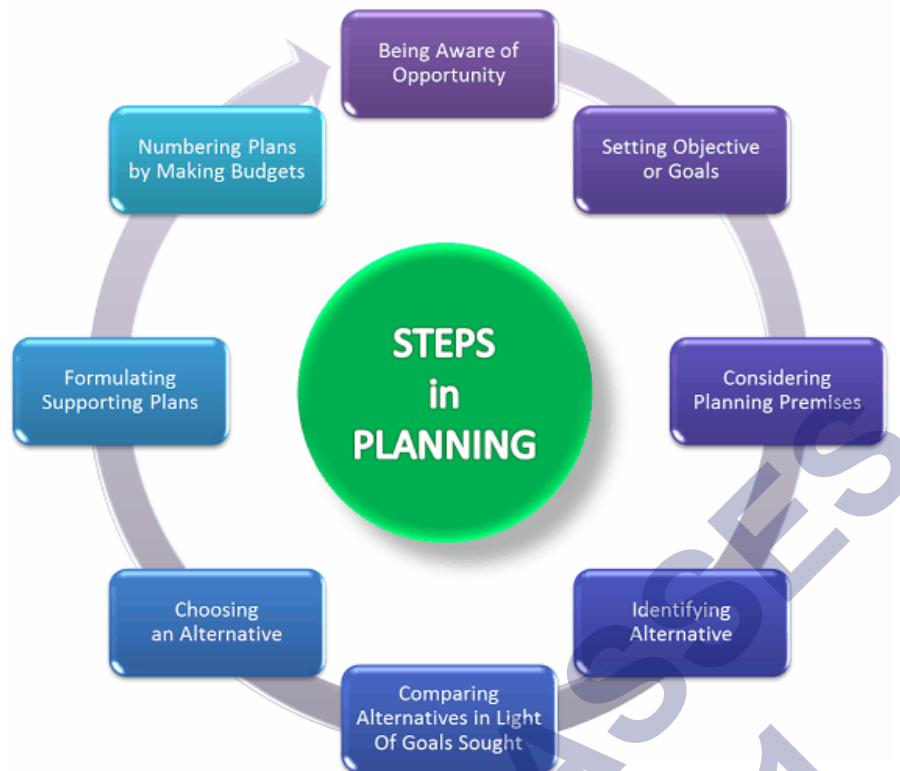 Being Aware of
Opportunity
Setting Objective
or Goals
Considering
Planning Premises
Identifying
Alternative
Comparing
Alternatives in Light
Of Goals Sought
Choosing
an Alternative
Formulating
Supporting Plans
Numbering Plans
by Making Budgets
STEPS
in
PLANNING